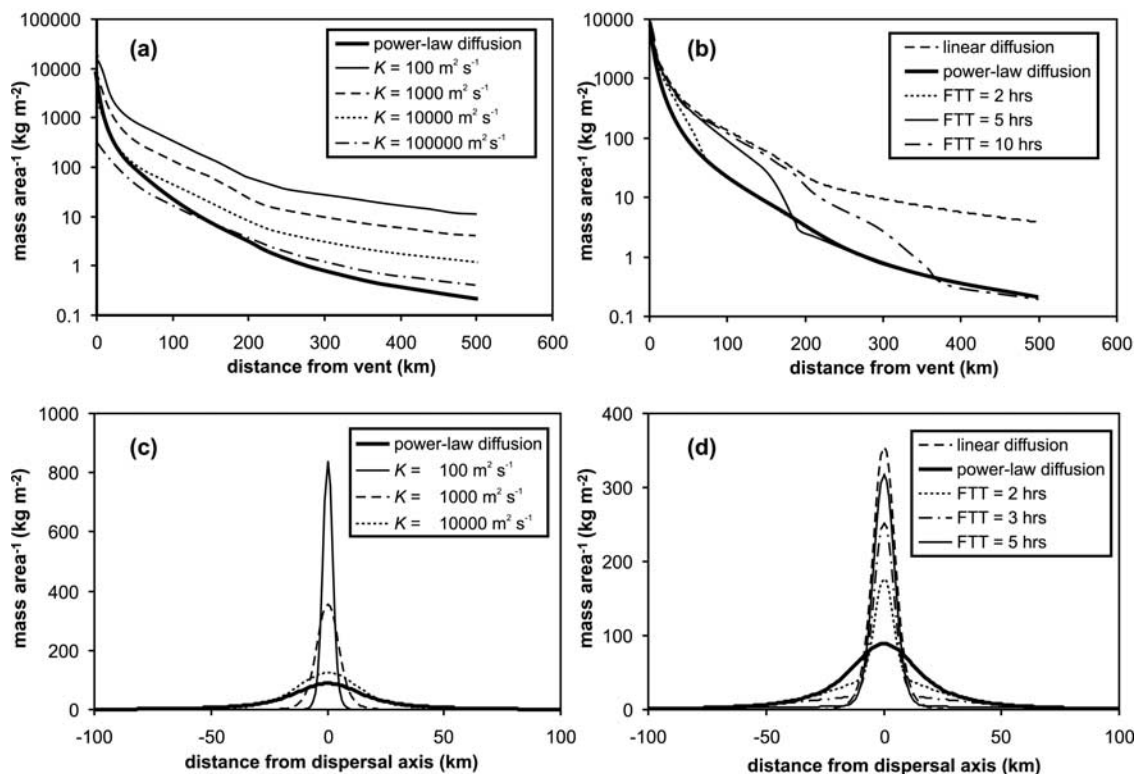 (a)
mass area⁻¹ (kg m⁻²)
100000
10000
1000
100
10
1
0.1
power-law diffusion
K = 100 m² s⁻¹
K = 1000 m² s⁻¹
K = 10000 m² s⁻¹
K = 100000 m² s⁻¹
0 100 200 300 400 500 600
distance from vent (km)
(b)
mass area⁻¹ (kg m⁻²)
10000
1000
100
10
1
0.1
linear diffusion
power-law diffusion
FTT = 2 hrs
FTT = 5 hrs
FTT = 10 hrs
0 100 200 300 400 500 600
distance from vent (km)
(c)
mass area⁻¹ (kg m⁻²)
1000
800
600
400
200
0
power-law diffusion
K = 100 m² s⁻¹
K = 1000 m² s⁻¹
K = 10000 m² s⁻¹
-100 -50 0 50 100
distance from dispersal axis (km)
(d)
mass area⁻¹ (kg m⁻²)
400
350
300
250
200
150
100
50
0
linear diffusion
power-law diffusion
FTT = 2 hrs
FTT = 3 hrs
FTT = 5 hrs
-100 -50 0 50 100
distance from dispersal axis (km)